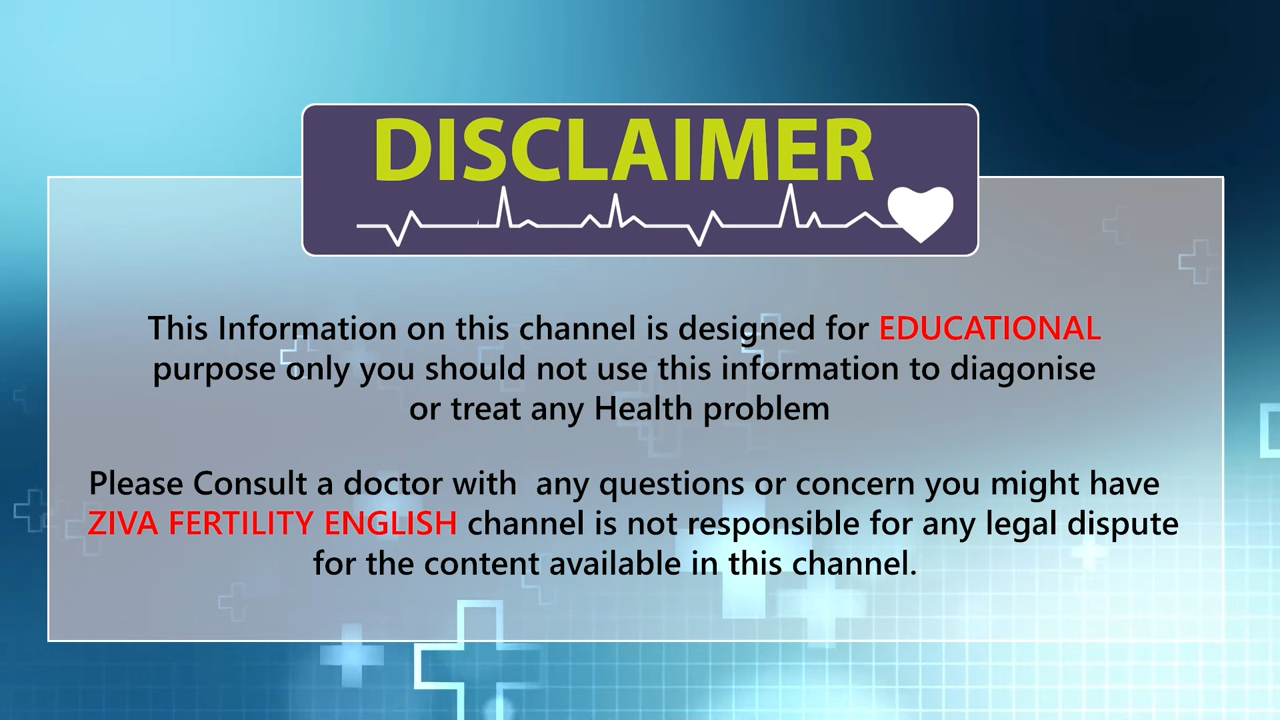 DISCLAIMER
This Information on this channel is designed for EDUCATIONAL
purpose only you should not use this information to diagonise
or treat any Health problem
Please Consult a doctor with  any questions or concern you might have
ZIVA FERTILITY ENGLISH channel is not responsible for any legal dispute
for the content available in this channel.